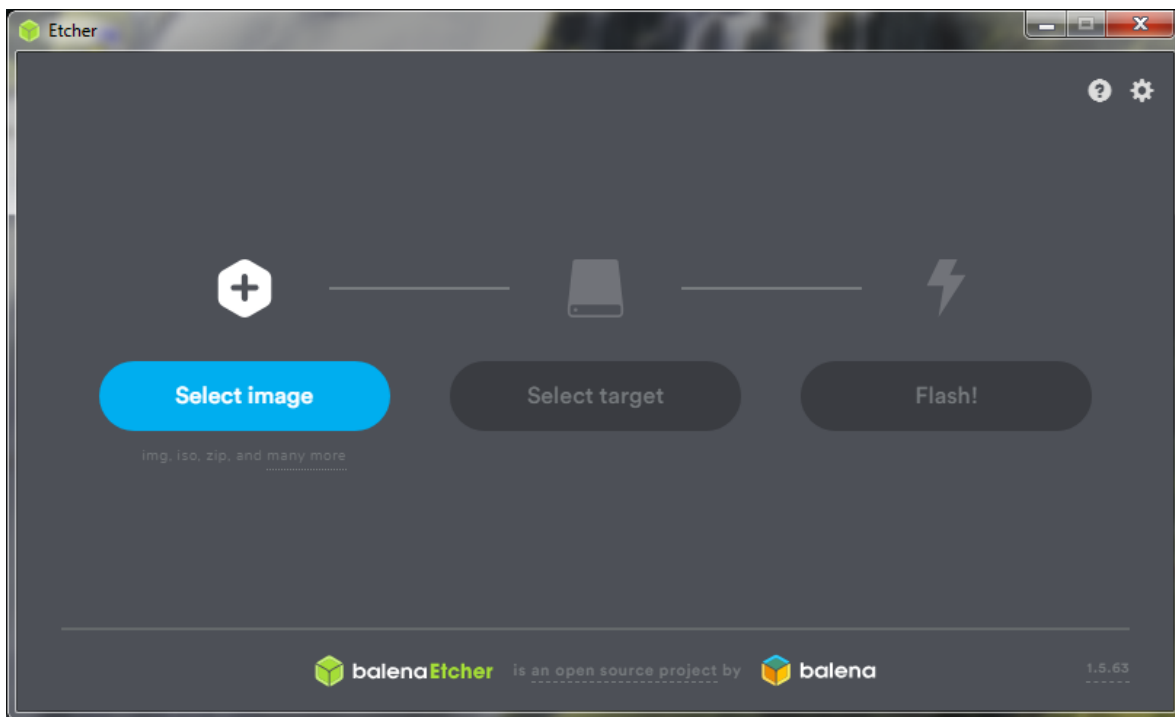 Etcher
Select image
Select target
Flash!
img, iso, zip, and many more
balenaEtcher is an open source project by balena
1.5.63